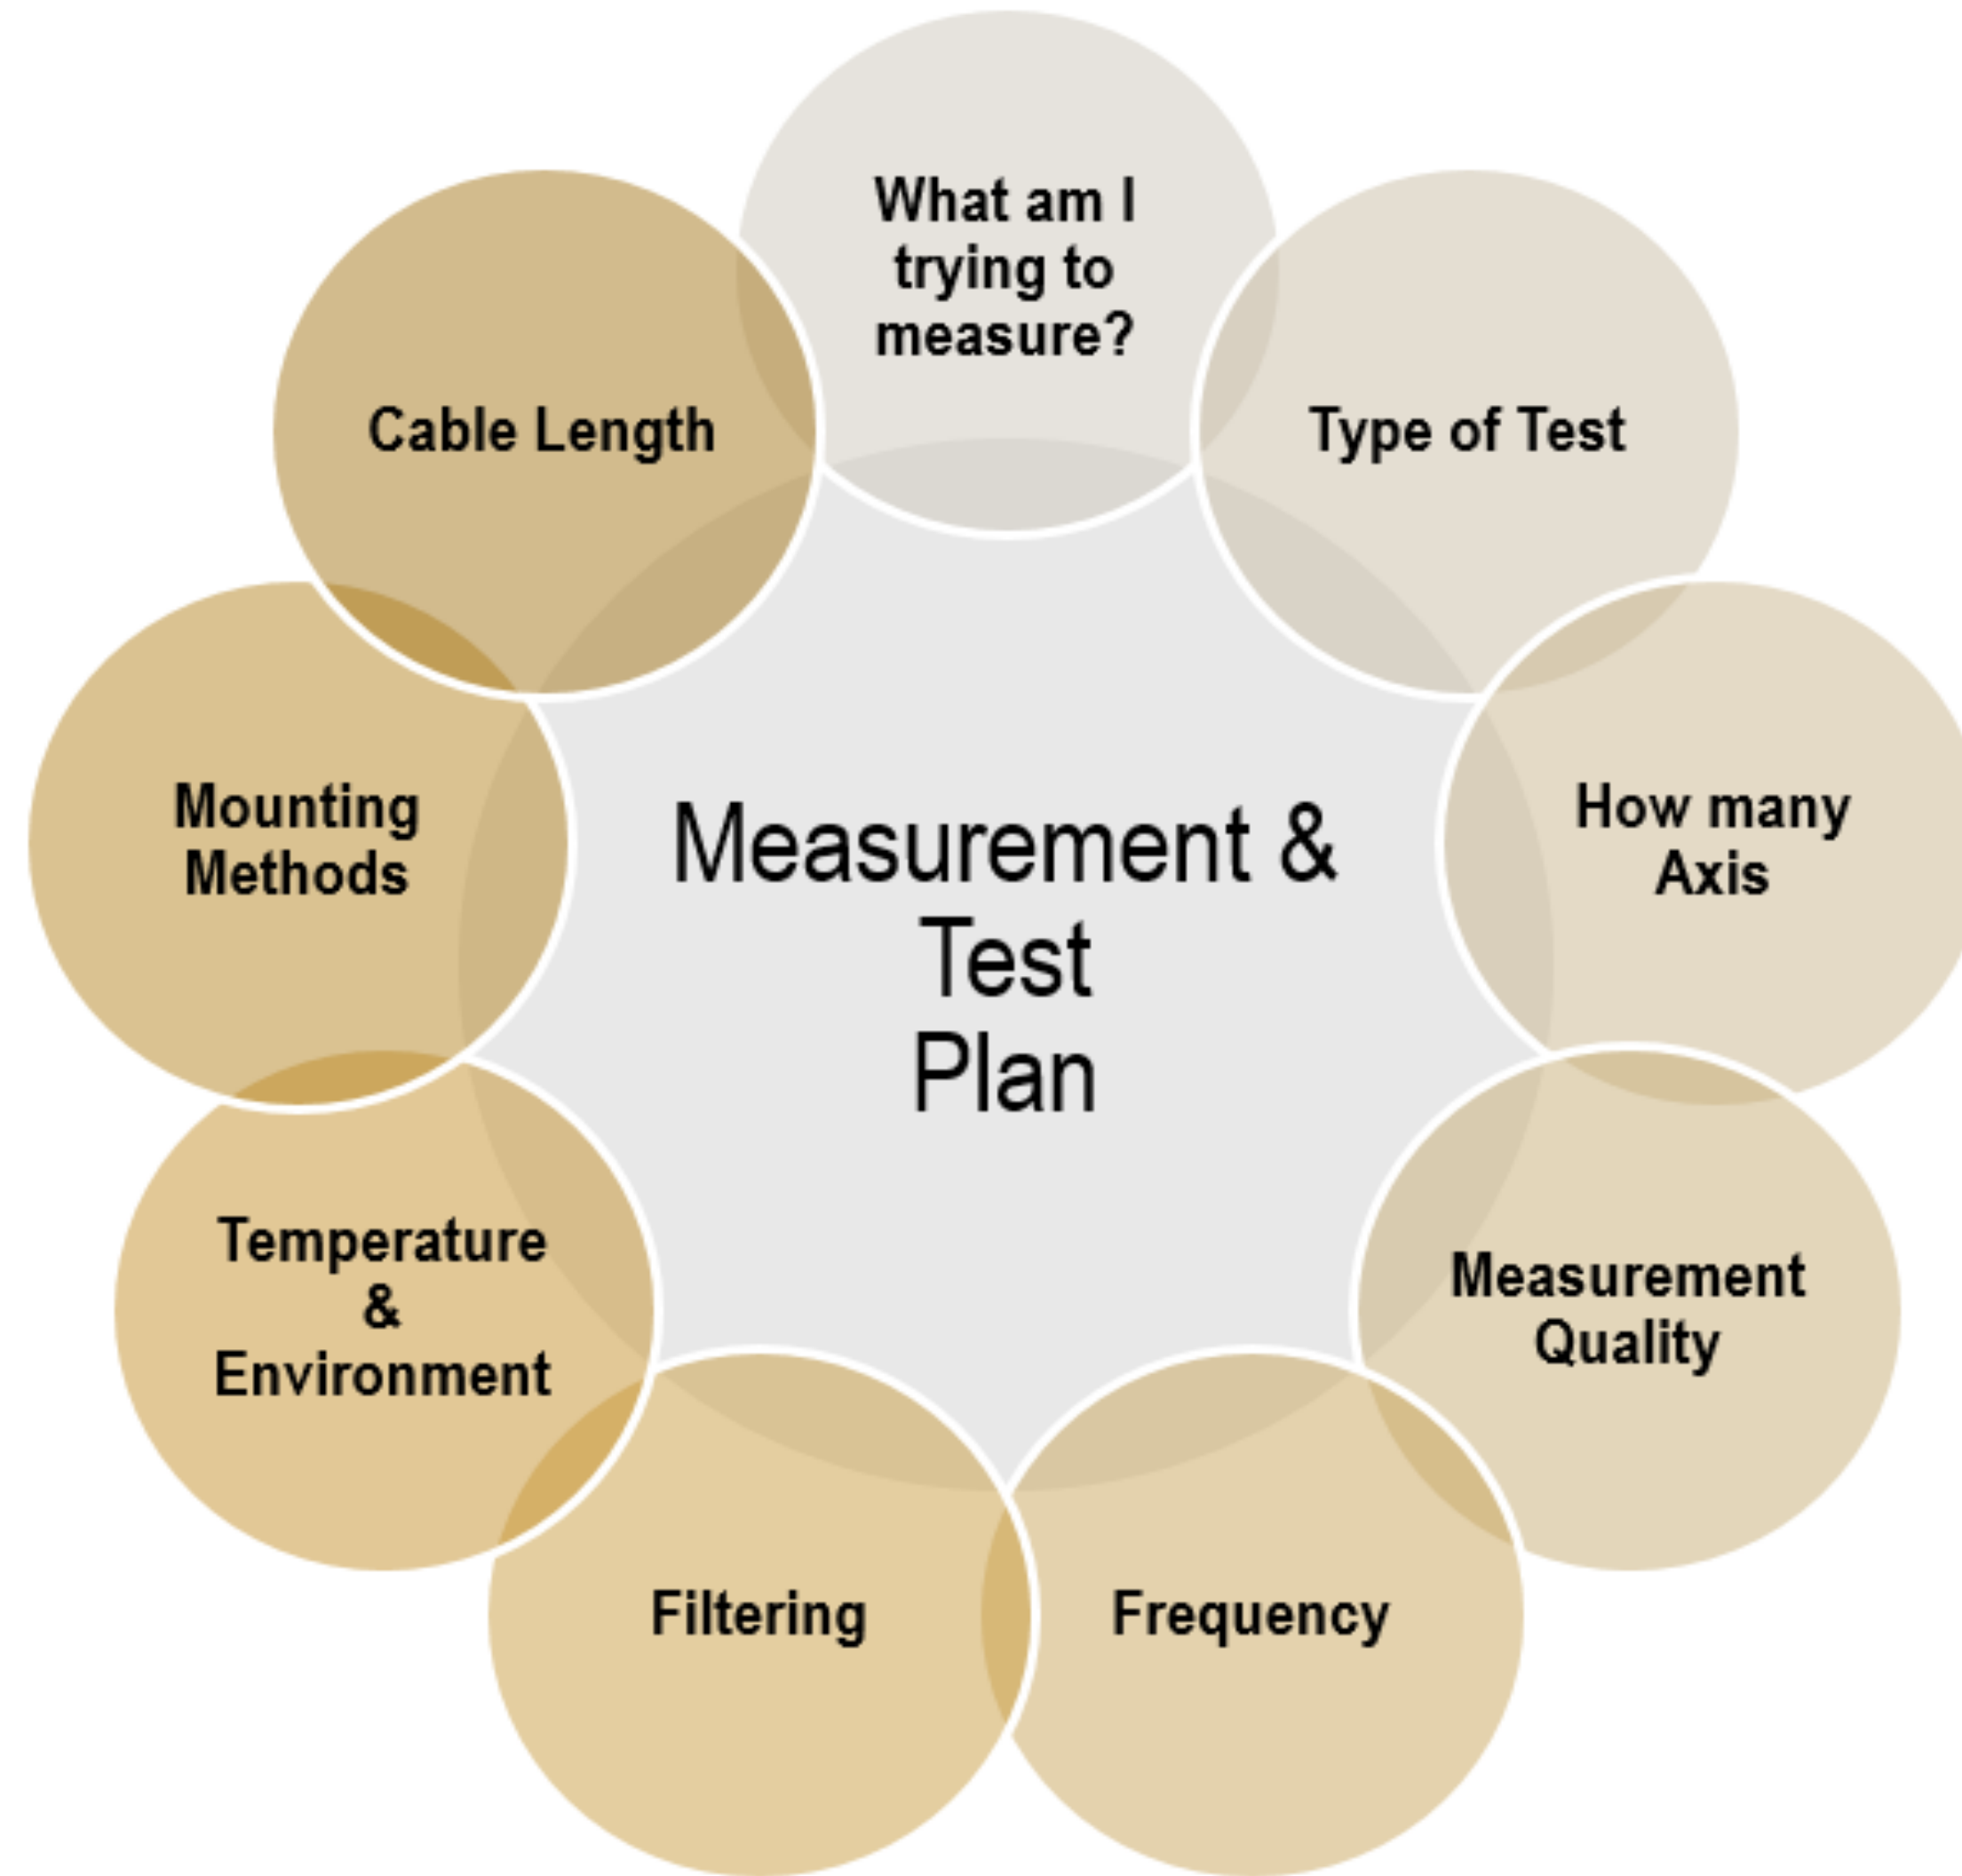 What am I
trying to
measure?
Type of Test
How many
Axis
Measurement
Quality
Frequency
Filtering
Temperature
&
Environment
Mounting
Methods
Cable Length
Measurement &
Test
Plan